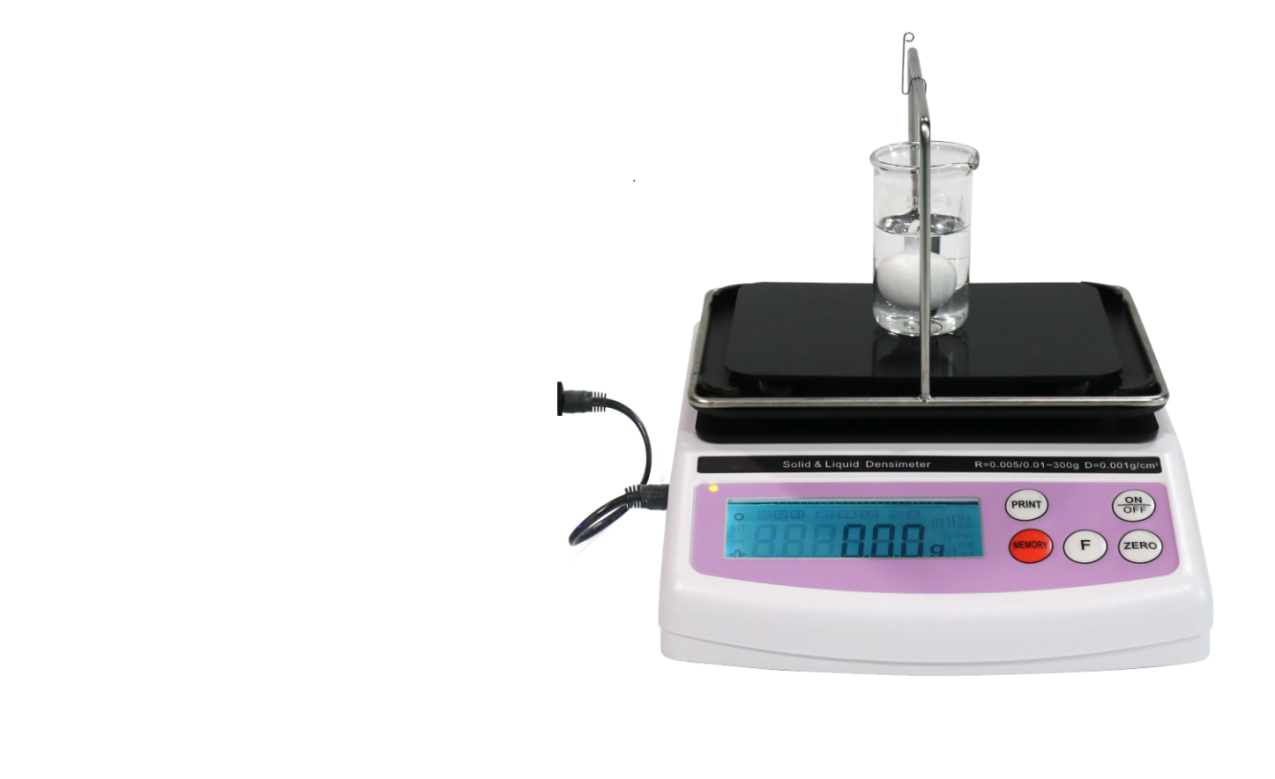 Solid & Liquid Densimeter R=0.005/0.01~300g D=0.001g/cm³
PRINT
ON
OFF
0.00 g
MEMORY
F
ZERO